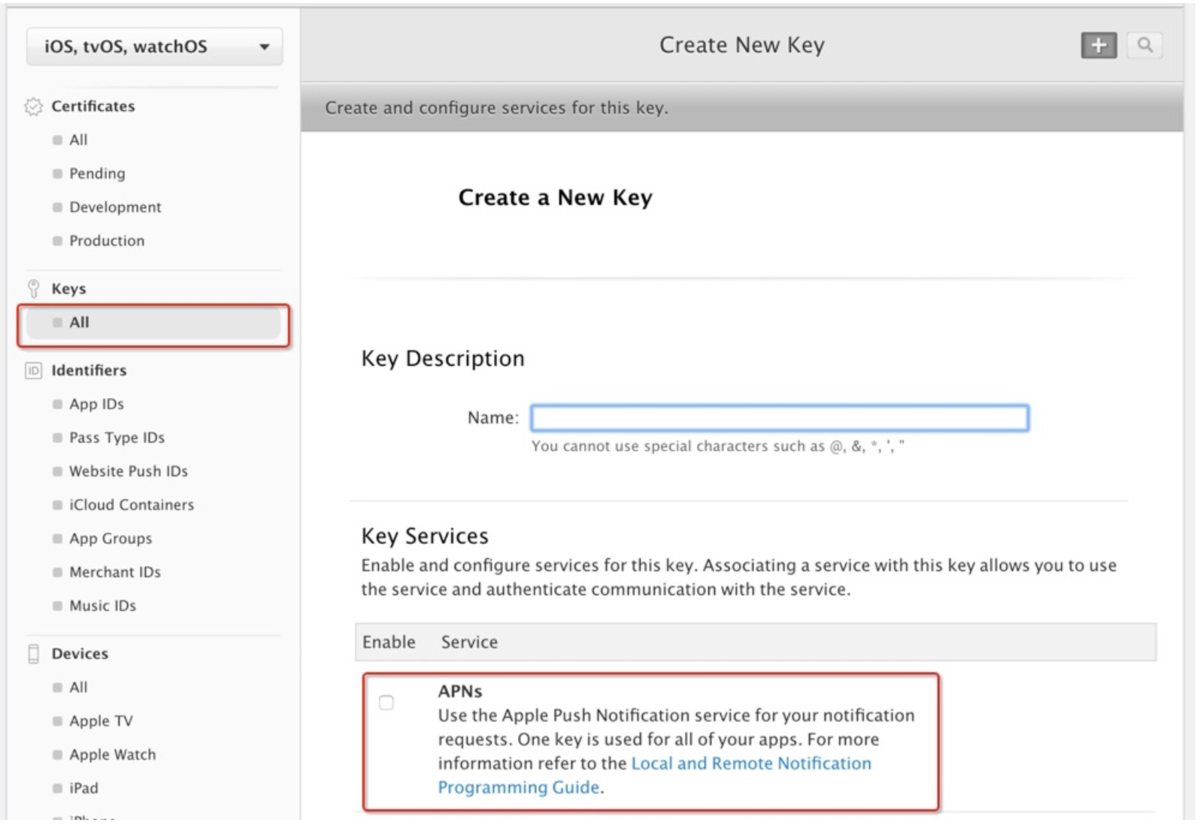 iOS, tvOS, watchOS
Certificates
All
Pending
Development
Production
Keys
All
Identifiers
App IDs
Pass Type IDs
Website Push IDs
iCloud Containers
App Groups
Merchant IDs
Music IDs
Devices
All
Apple TV
Apple Watch
iPad
iPhone
Create New Key
Create and configure services for this key.
Create a New Key
Key Description
Name:
You cannot use special characters such as @, &, *, ', "
Key Services
Enable and configure services for this key. Associating a service with this key allows you to use
the service and authenticate communication with the service.
Enable Service
APNs
Use the Apple Push Notification service for your notification
requests. One key is used for all of your apps. For more
information refer to the Local and Remote Notification
Programming Guide.